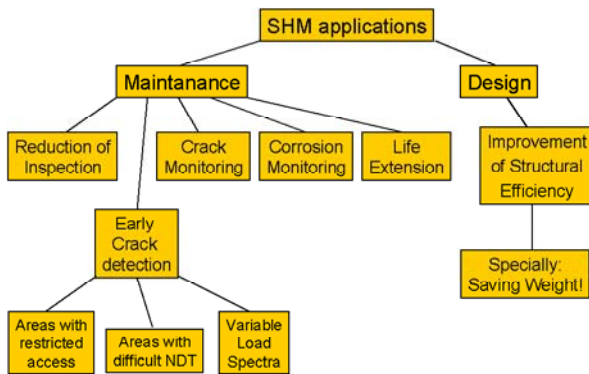 SHM applications
Maintanance
Design
Reduction of
Inspection
Crack
Monitoring
Corrosion
Monitoring
Life
Extension
Improvement
of Structural
Efficiency
Early
Crack
detection
Specially:
Saving Weight!
Areas with
restricted
access
Areas with
difficult NDT
Variable
Load
Spectra